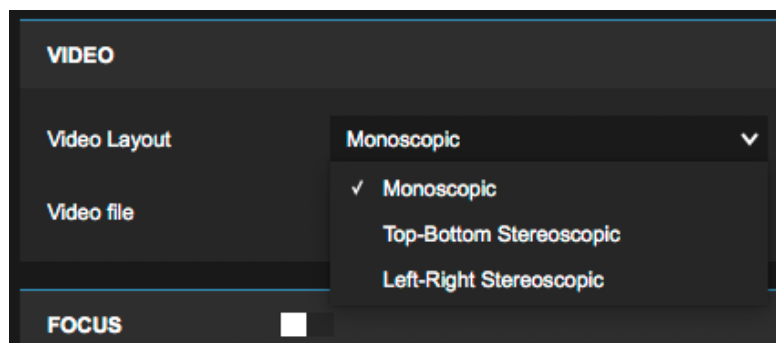 VIDEO
Video Layout
Monoscopic
✓ Monoscopic
Video file
Top-Bottom Stereoscopic
Left-Right Stereoscopic
FOCUS